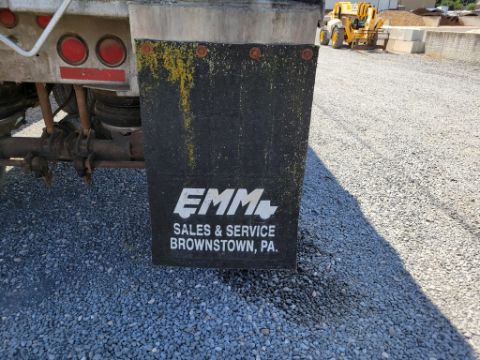 EMM
SALES & SERVICE
BROWNSTOWN, PA.